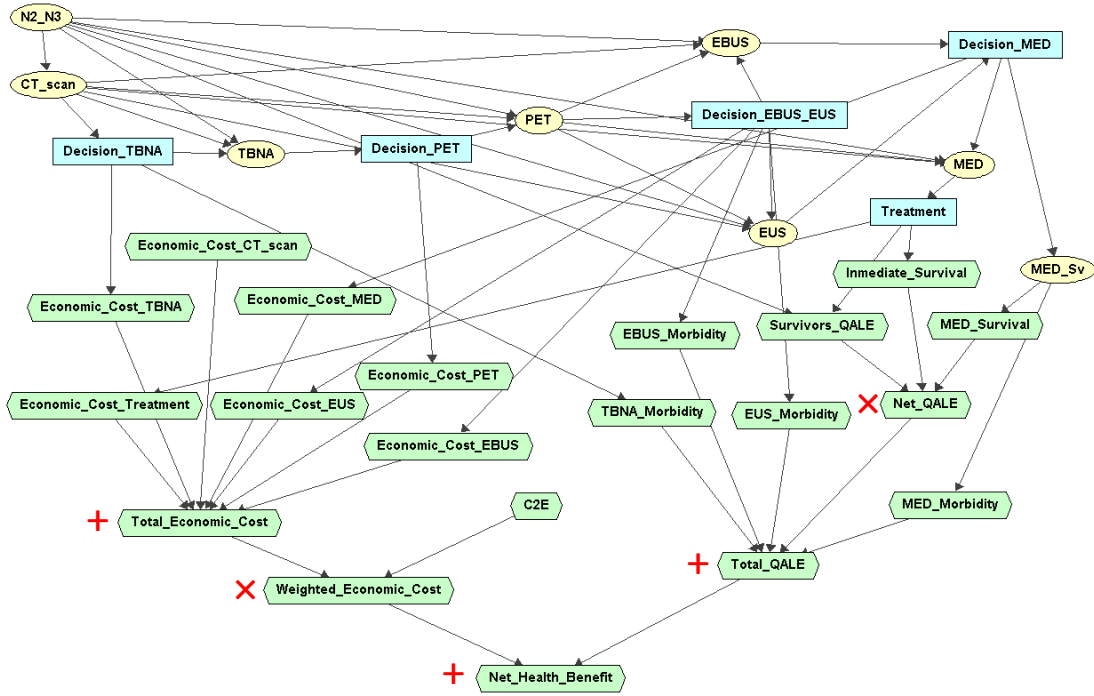 N2_N3
EBUS
Decision_MED
CT_scan
PET
Decision_EBUS_EUS
Decision_TBNA
TBNA
Decision_PET
MED
Treatment
EUS
Economic_Cost_CT_scan
Inmediate_Survival
MED_Sv
Economic_Cost_TBNA
Economic_Cost_MED
EBUS_Morbidity
Survivors_QALE
MED_Survival
Economic_Cost_PET
Economic_Cost_Treatment
Economic_Cost_EUS
TBNA_Morbidity
EUS_Morbidity
× Net_QALE
Economic_Cost_EBUS
C2E
MED_Morbidity
+ Total_Economic_Cost
+ Total_QALE
× Weighted_Economic_Cost
+ Net_Health_Benefit